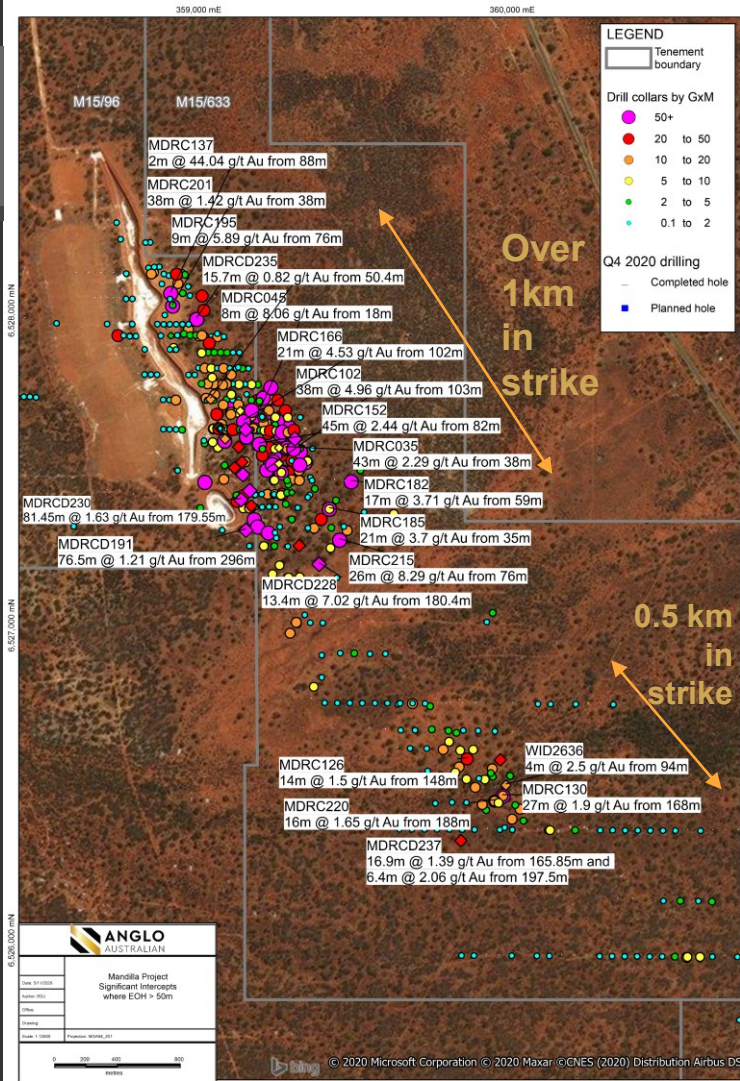 359,000 mE
360,000 mE
LEGEND
Tenement
boundary
Drill collars by GxM
50+
20 to 50
10 to 20
5 to 10
2 to 5
0.1 to 2
Q4 2020 drilling
Completed hole
Planned hole
M15/96
M15/633
MDRC137
2m @ 44.04 g/t Au from 88m
MDRC201
38m @ 1.42 g/t Au from 38m
MDRC195
9m @ 5.89 g/t Au from 76m
MDRCD235
15.7m @ 0.82 g/t Au from 50.4m
MDRC045
8m @ 8.06 g/t Au from 18m
Over
1km
in
strike
6,528,000 mN
MDRC166
21m @ 4.53 g/t Au from 102m
MDRC102
38m @ 4.96 g/t Au from 103m
MDRC152
45m @ 2.44 g/t Au from 82m
MDRC035
43m @ 2.29 g/t Au from 38m
MDRC182
17m @ 3.71 g/t Au from 59m
MDRCD230
81.45m @ 1.63 g/t Au from 179.55m
MDRC185
21m @ 3.7 g/t Au from 35m
MDRCD191
76.5m @ 1.21 g/t Au from 296m
MDRC215
26m @ 8.29 g/t Au from 76m
MDRCD228
13.4m @ 7.02 g/t Au from 180.4m
6,527,000 mN
0.5 km
in
strike
WID2636
4m @ 2.5 g/t Au from 94m
MDRC126
14m @ 1.5 g/t Au from 148m
MDRC130
27m @ 1.9 g/t Au from 168m
MDRC220
16m @ 1.65 g/t Au from 188m
MDRCD237
16.9m @ 1.39 g/t Au from 165.85m and
6.4m @ 2.06 g/t Au from 197.5m
6,526,000 mN
ANGLO
AUSTRALIAN
Mandilla Project
Significant Intercepts
where EOH > 50m
Date:
Author:
Office:
Drawing:
Scale:
Projection:
0 200 400 800
metres
bing
© 2020 Microsoft Corporation © 2020 Maxar ©CNES (2020) Distribution Airbus DS